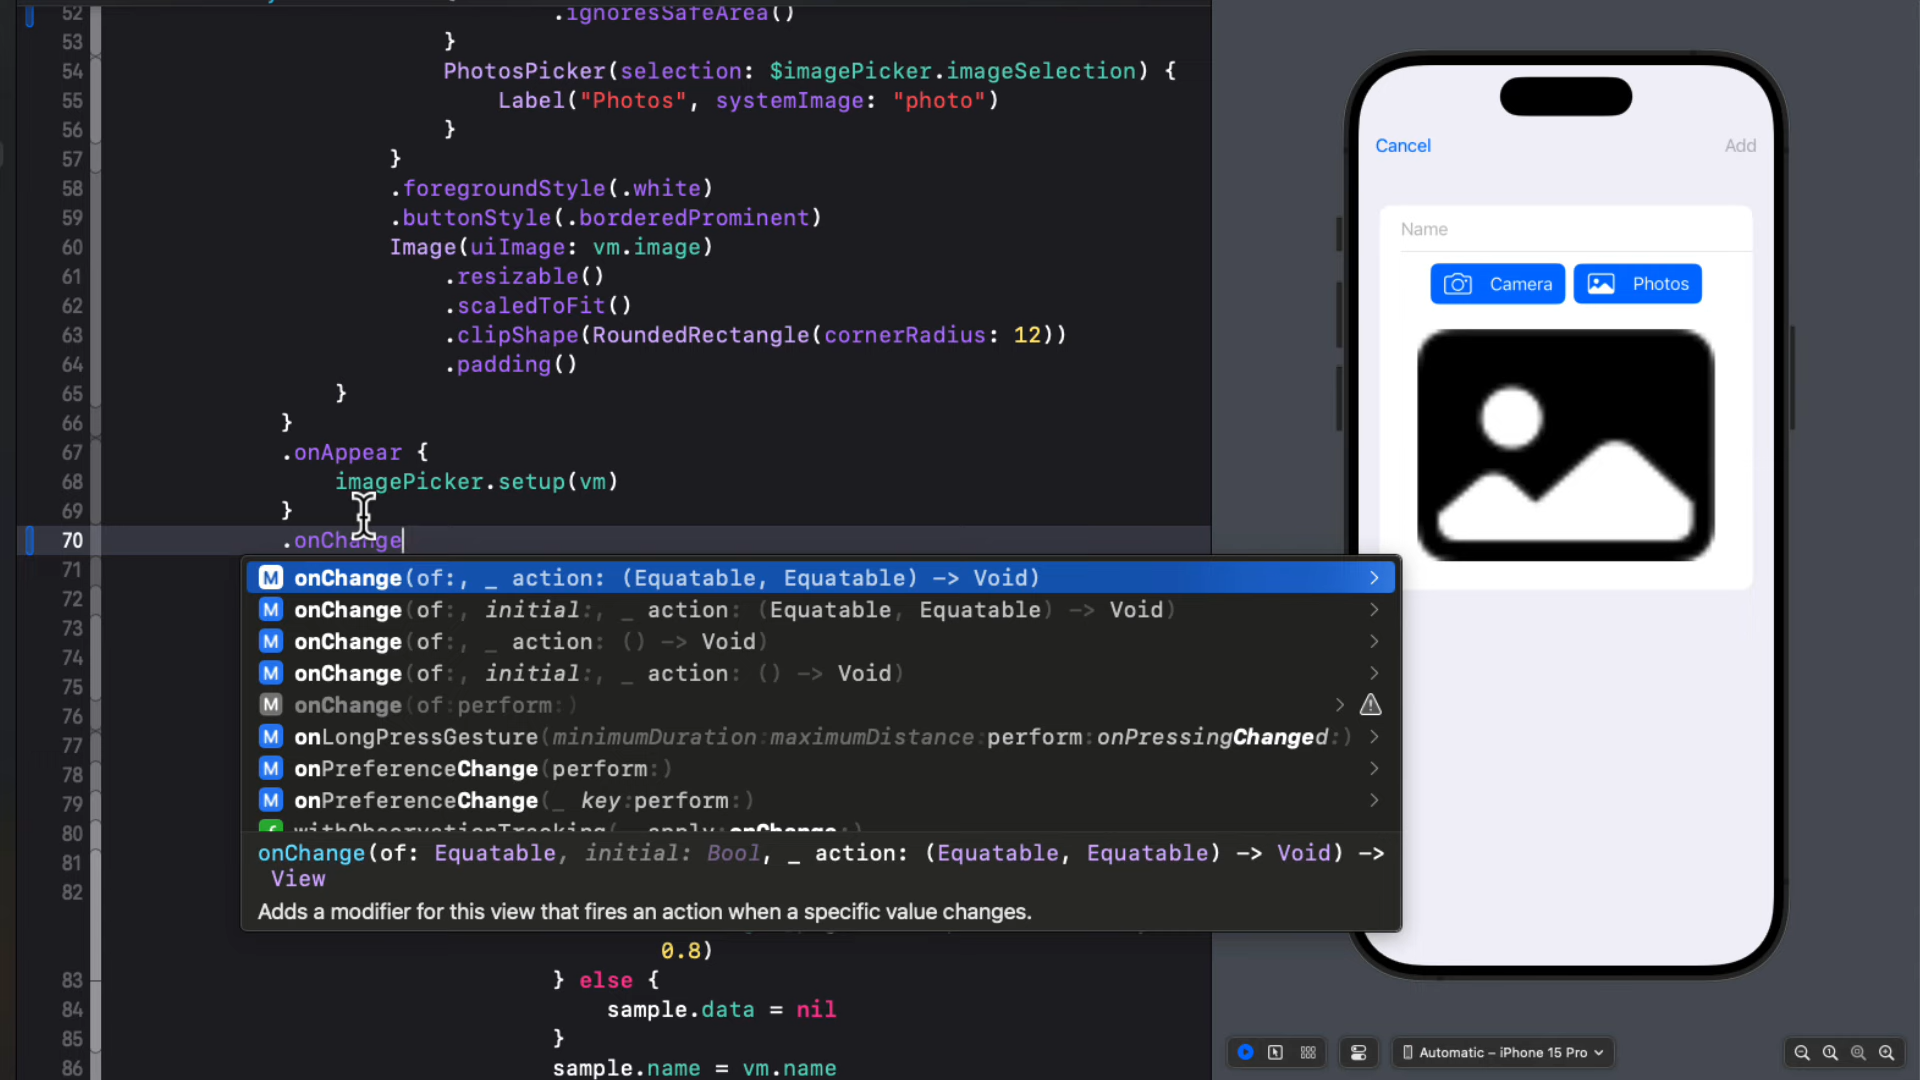 52 .ignoresSafeArea()
53 }
54 PhotosPicker(selection: $imagePicker.imageSelection) {
55 Label("Photos", systemImage: "photo")
56 }
57 }
58 .foregroundStyle(.white)
59 .buttonStyle(.borderedProminent)
60 Image(uiImage: vm.image)
61 .resizable()
62 .scaledToFit()
63 .clipShape(RoundedRectangle(cornerRadius: 12))
64 .padding()
65 }
66 }
67 .onAppear {
68 imagePicker.setup(vm)
69 }
70 .onChange
71
72
73
74
75
76
77
78
79
80
81
82
M onChange(of:, _ action: (Equatable, Equatable) -> Void)
M onChange(of:, initial:, _ action: (Equatable, Equatable) -> Void)
M onChange(of:, _ action: () -> Void)
M onChange(of:, initial:, _ action: () -> Void)
M onChange(of:perform:)
M onLongPressGesture(minimumDuration:maximumDistance:perform:onPressingChanged:)
M onPreferenceChange(perform:)
M onPreferenceChange(_ key:perform:)
withObservationTracking(_ apply:onChange:)
onChange(of: Equatable, initial: Bool, _ action: (Equatable, Equatable) -> Void) ->
View
Adds a modifier for this view that fires an action when a specific value changes.
0.8)
83 } else {
84 sample.data = nil
85 }
86 sample.name = vm.name
Cancel Add
Name
Camera Photos
Automatic – iPhone 15 Pro